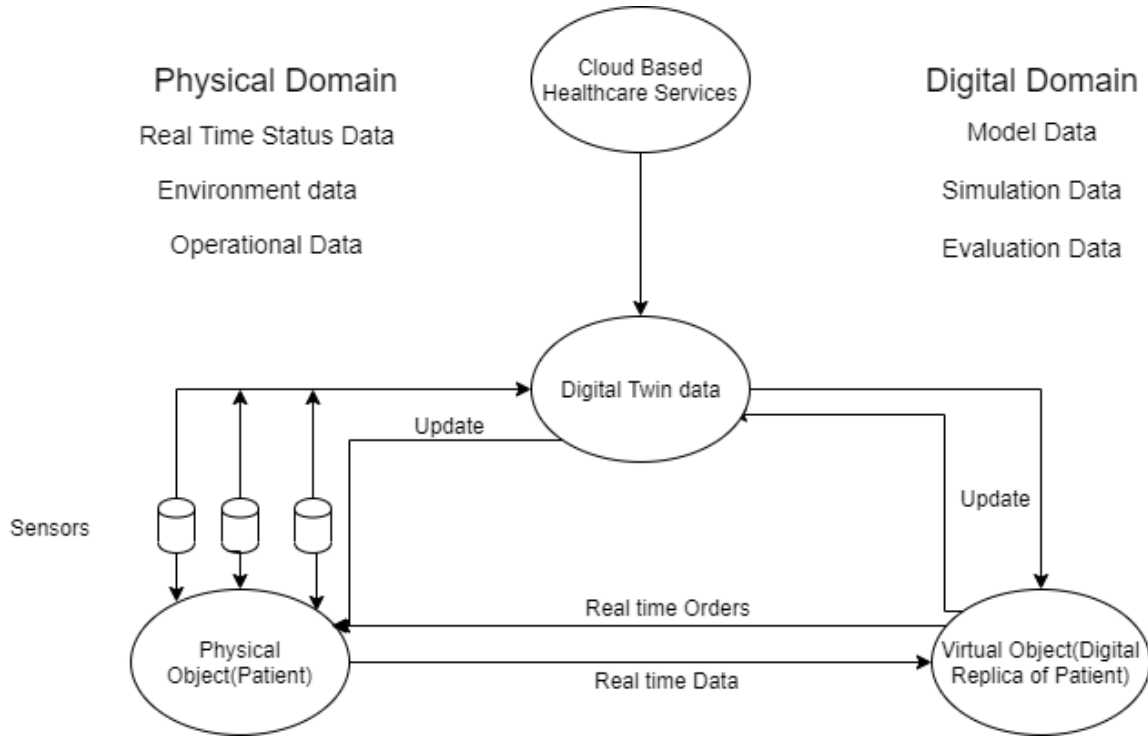 Physical Domain
Real Time Status Data
Environment data
Operational Data
Cloud Based
Healthcare Services
Digital Domain
Model Data
Simulation Data
Evaluation Data
Digital Twin data
Update
Update
Sensors
Real time Orders
Physical
Object(Patient)
Real time Data
Virtual Object(Digital
Replica of Patient)